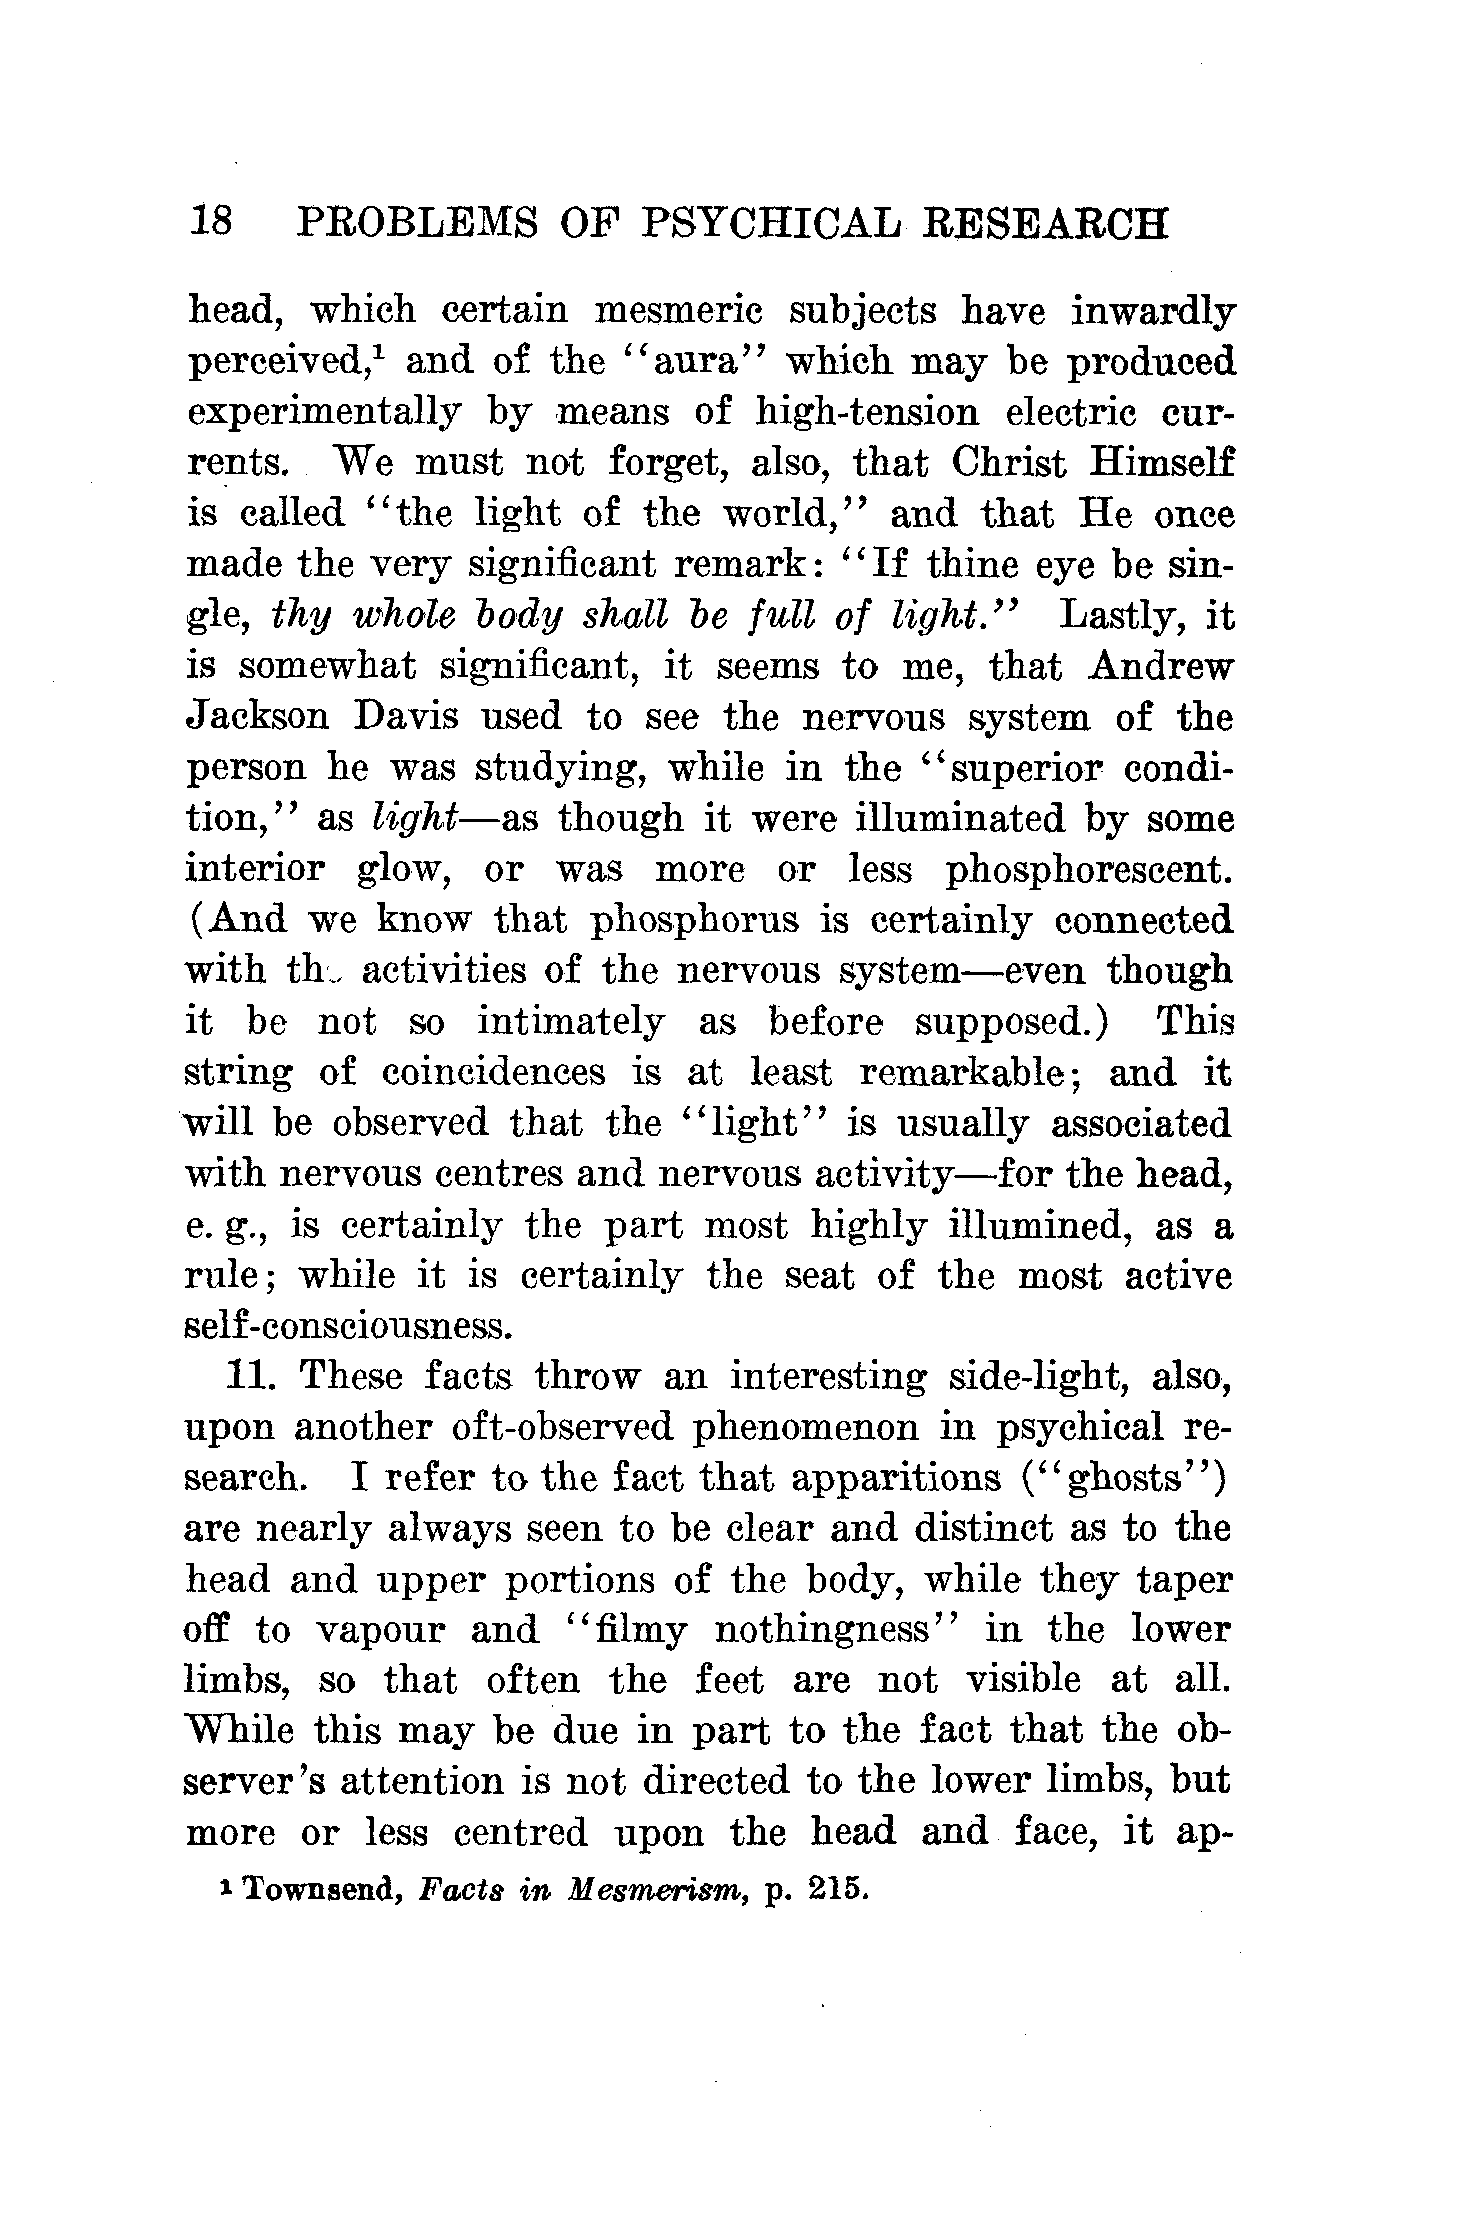 18 PROBLEMS OF PSYCHICAL RESEARCH
head, which certain mesmeric subjects have inwardly
perceived,¹ and of the "aura" which may be produced
experimentally by means of high-tension electric cur-
rents. We must not forget, also, that Christ Himself
is called "the light of the world," and that He once
made the very significant remark: "If thine eye be sin-
gle, thy whole body shall be full of light." Lastly, it
is somewhat significant, it seems to me, that Andrew
Jackson Davis used to see the nervous system of the
person he was studying, while in the "superior condi-
tion," as light—as though it were illuminated by some
interior glow, or was more or less phosphorescent.
(And we know that phosphorus is certainly connected
with th activities of the nervous system—even though
it be not so intimately as before supposed.) This
string of coincidences is at least remarkable; and it
will be observed that the "light" is usually associated
with nervous centres and nervous activity—for the head,
e. g., is certainly the part most highly illumined, as a
rule; while it is certainly the seat of the most active
self-consciousness.
11. These facts throw an interesting side-light, also,
upon another oft-observed phenomenon in psychical re-
search. I refer to the fact that apparitions ("ghosts")
are nearly always seen to be clear and distinct as to the
head and upper portions of the body, while they taper
off to vapour and "filmy nothingness" in the lower
limbs, so that often the feet are not visible at all.
While this may be due in part to the fact that the ob-
server's attention is not directed to the lower limbs, but
more or less centred upon the head and face, it ap-
¹ Townsend, Facts in Mesmerism, p. 215.